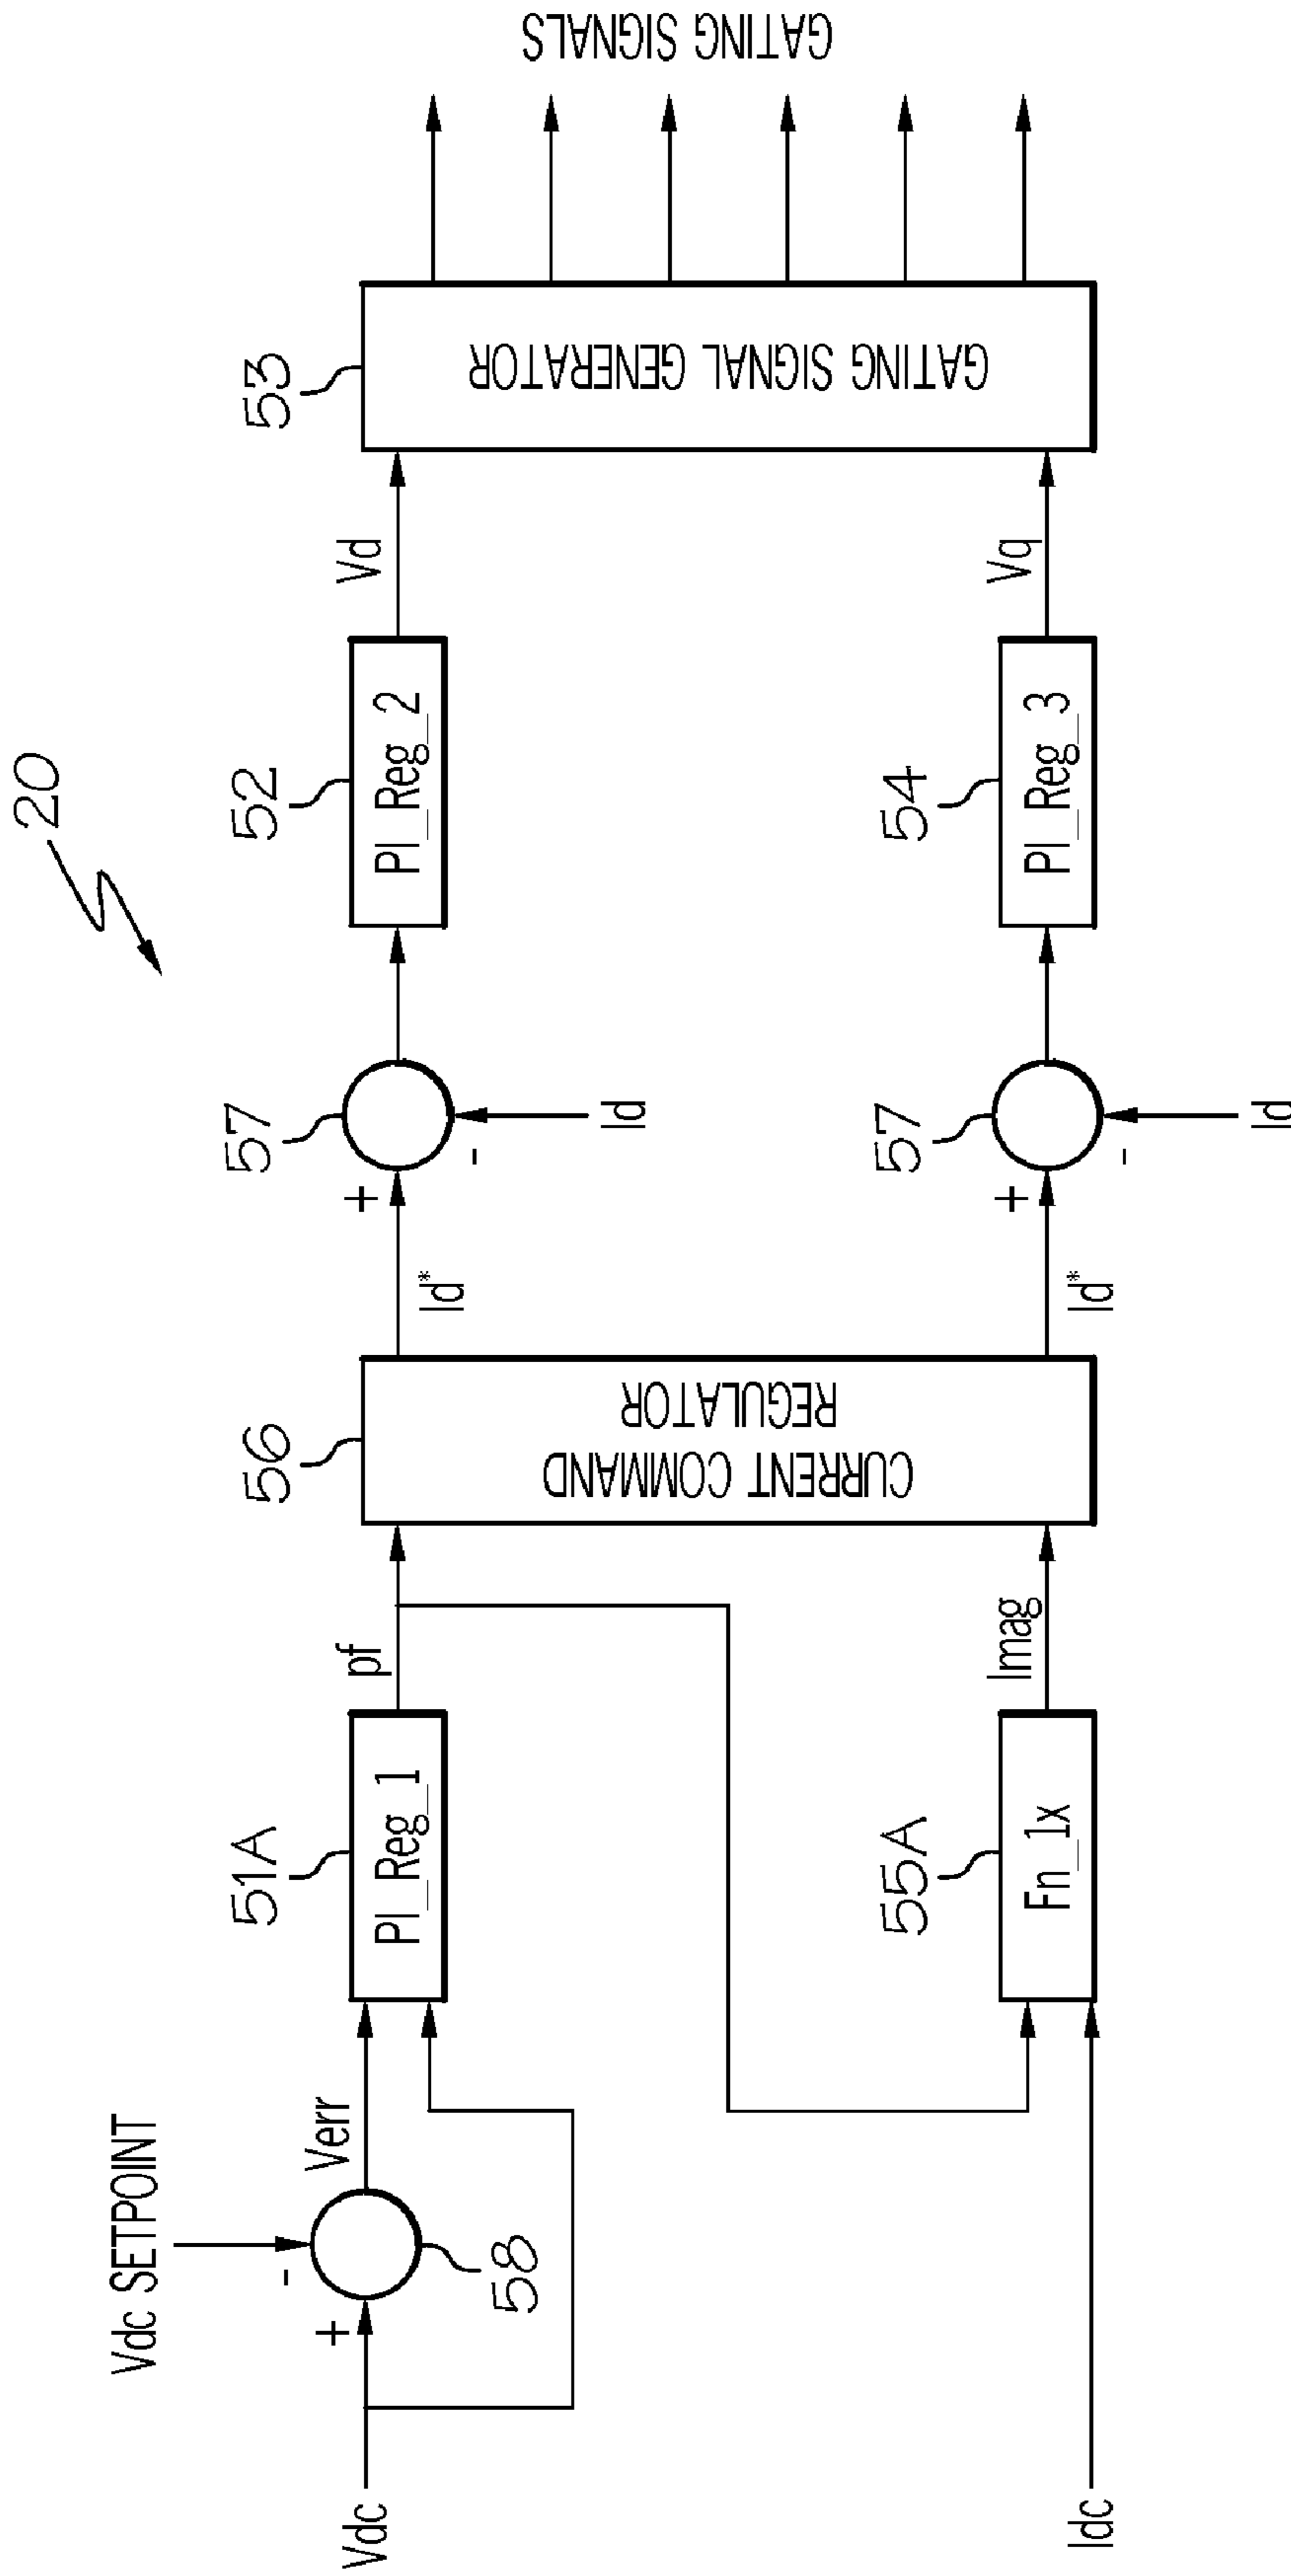 20
Vdc SETPOINT
Vdc
+
-
58
Verr
51A
PI_Reg_1
pf
56
CURRENT COMMAND
REGULATOR
Id*
+
-
57
Id
52
PI_Reg_2
Vd
53
GATING SIGNAL GENERATOR
GATING SIGNALS
Idc
55A
Fn_1x
Imag
Id*
+
-
57
Id
54
PI_Reg_3
Vq